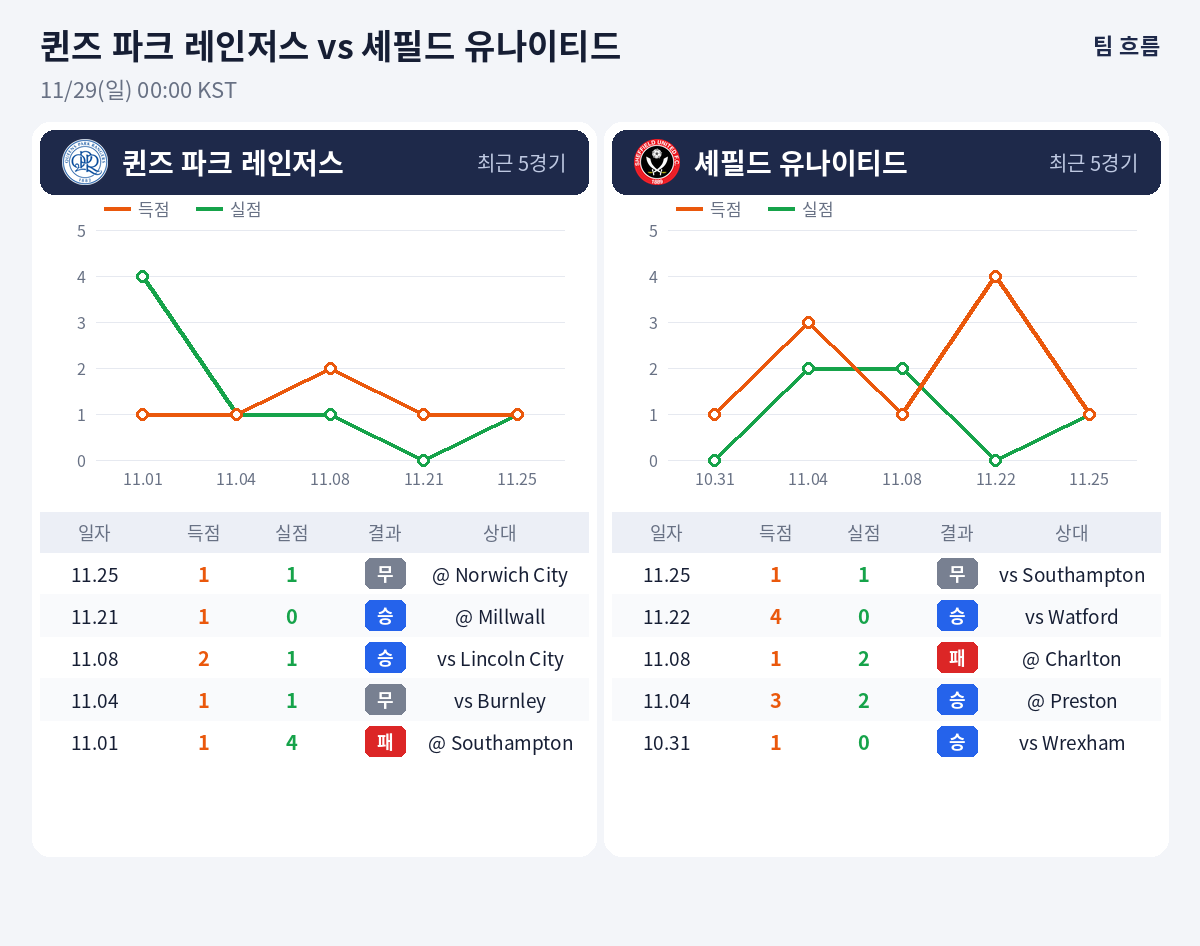 퀸즈 파크 레인저스 vs 셰필드 유나이티드
팀 흐름
11/29(일) 00:00 KST
퀸즈 파크 레인저스
최근 5경기
득점 실점
5
4
3
2
1
0
11.01 11.04 11.08 11.21 11.25
일자 득점 실점 결과 상대
11.25 1 1 무 @ Norwich City
11.21 1 0 승 @ Millwall
11.08 2 1 승 vs Lincoln City
11.04 1 1 무 vs Burnley
11.01 1 4 패 @ Southampton
셰필드 유나이티드
최근 5경기
SHEFFIELD UNITED F.C
1889
득점 실점
5
4
3
2
1
0
10.31 11.04 11.08 11.22 11.25
일자 득점 실점 결과 상대
11.25 1 1 무 vs Southampton
11.22 4 0 승 vs Watford
11.08 1 2 패 @ Charlton
11.04 3 2 승 @ Preston
10.31 1 0 승 vs Wrexham